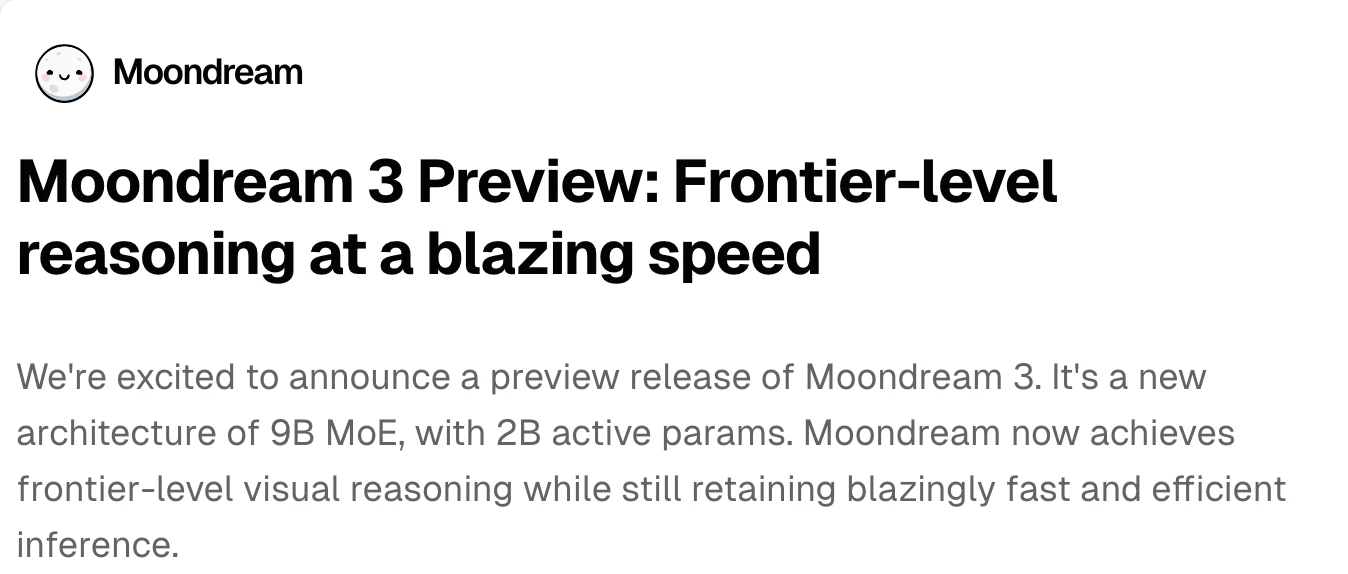 Moondream
Moondream 3 Preview: Frontier-level
reasoning at a blazing speed
We're excited to announce a preview release of Moondream 3. It's a new
architecture of 9B MoE, with 2B active params. Moondream now achieves
frontier-level visual reasoning while still retaining blazingly fast and efficient
inference.